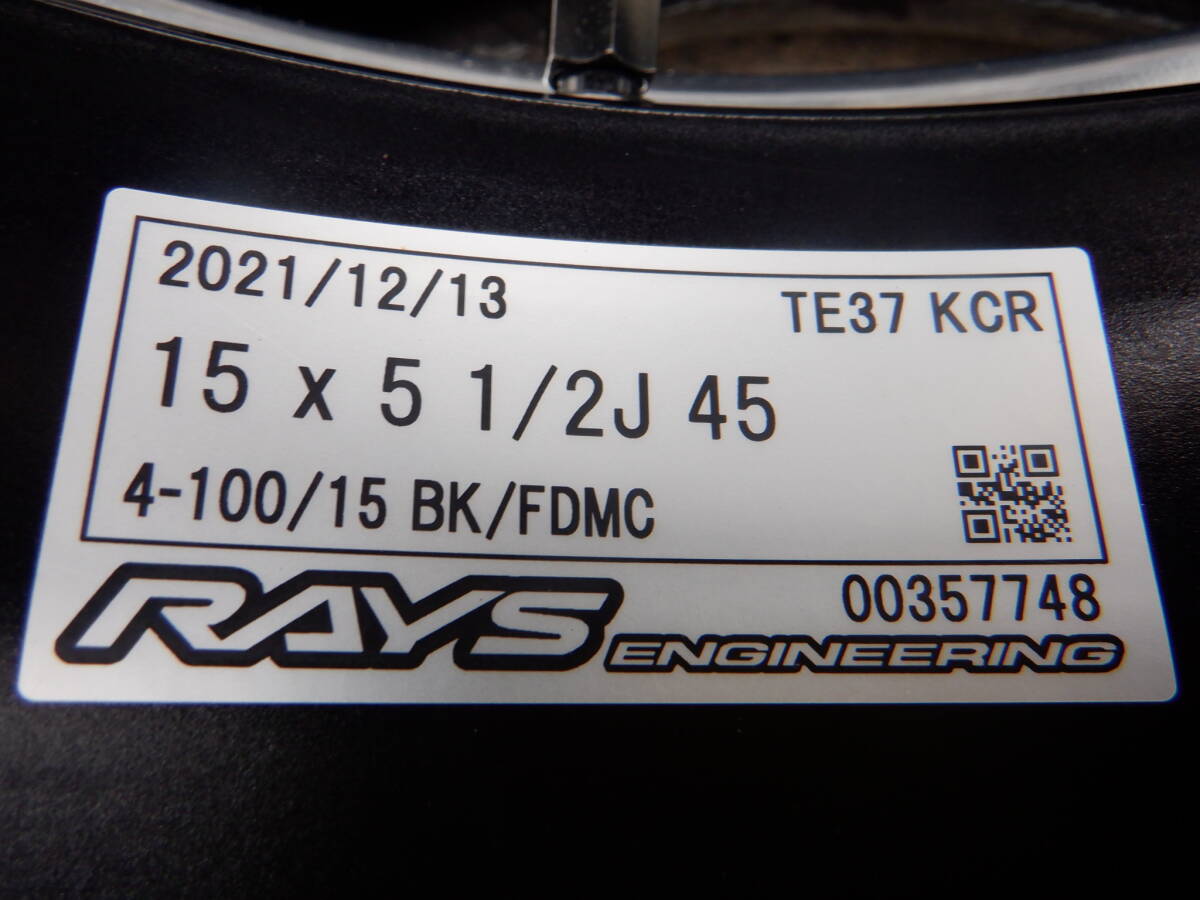 2021/12/13 TE37 KCR
15 x 5 1/2J 45
4-100/15 BK/FDMC
00357748
RAYS ENGINEERING